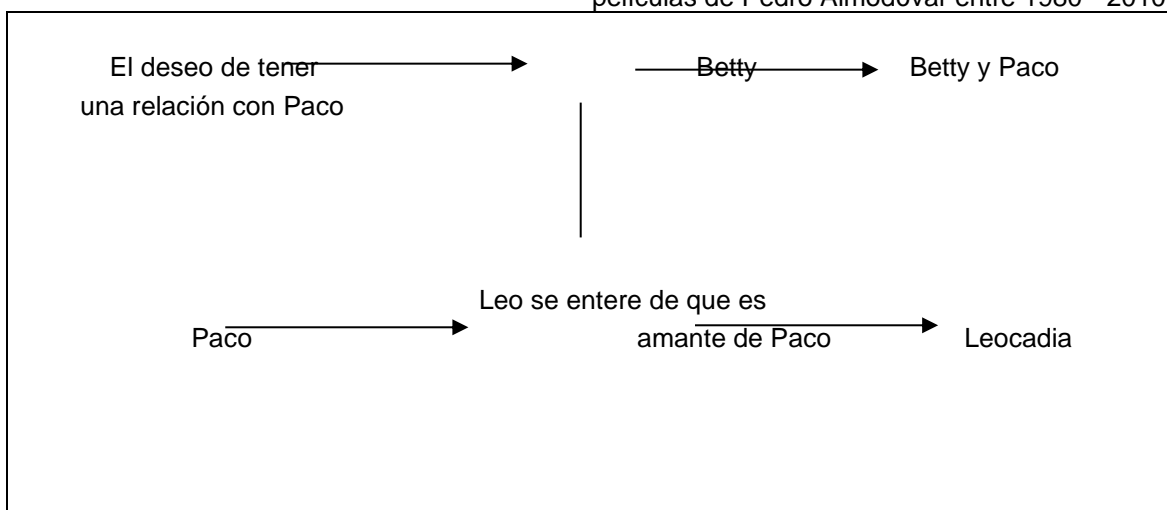 películas de Pedro Almodóvar entre 1980 - 2010
El deseo de tener Betty Betty y Paco
una relación con Paco
Leo se entere de que es
Paco amante de Paco Leocadia